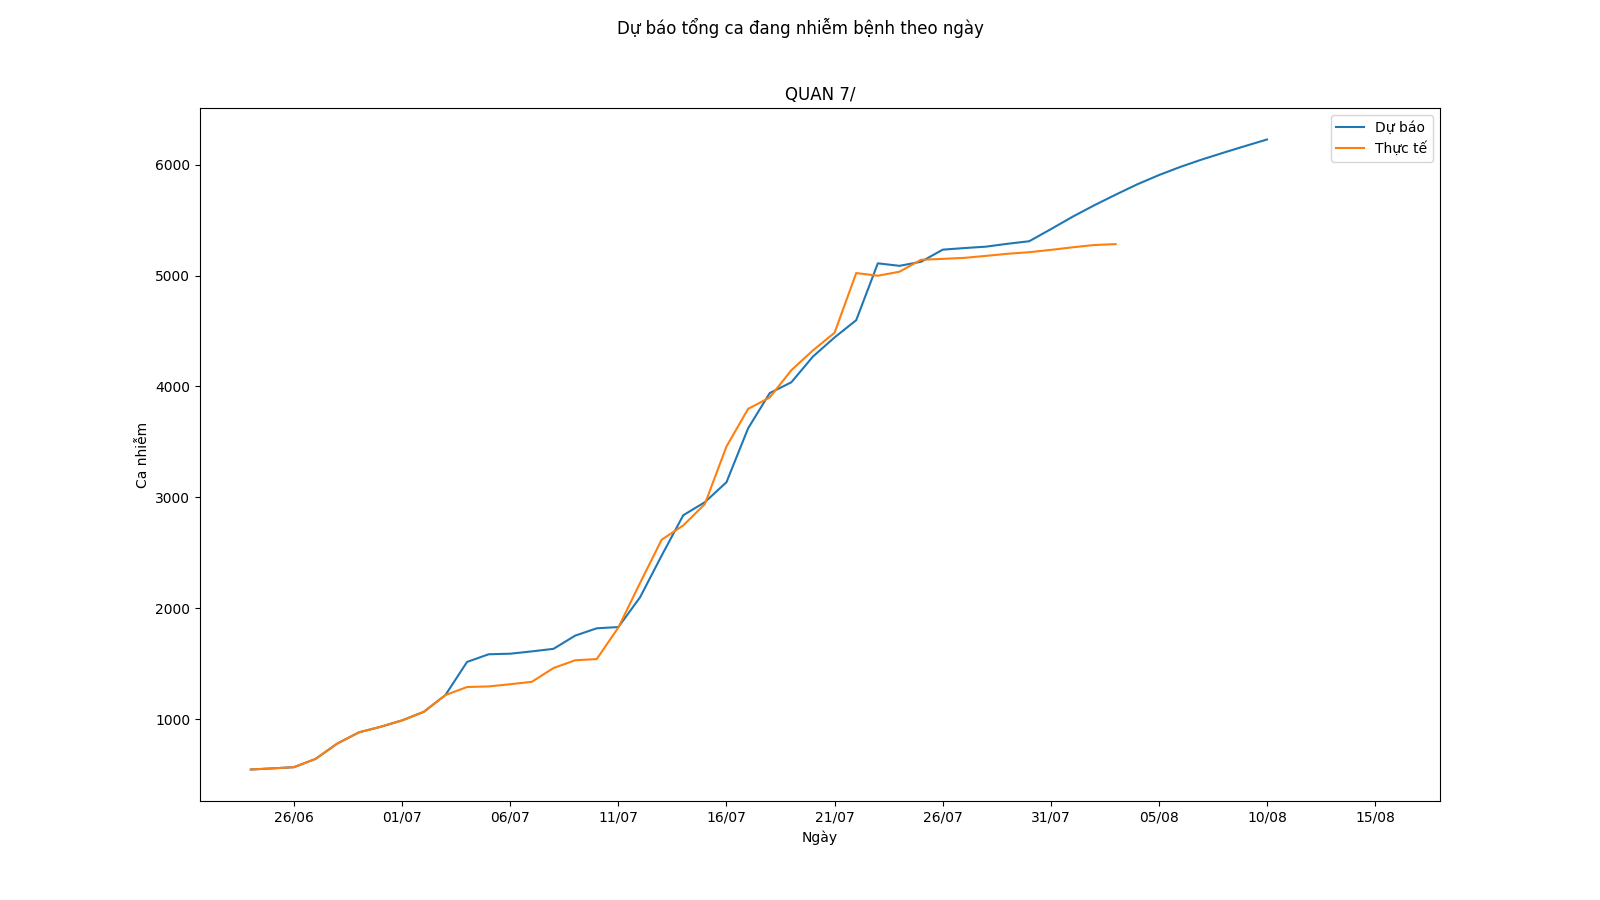 Dự báo tổng ca đang nhiễm bệnh theo ngày
QUAN 7/
Dự báo
Thực tế
6000
5000
4000
3000
2000
1000
Ca nhiễm
26/06 01/07 06/07 11/07 16/07 21/07 26/07 31/07 05/08 10/08 15/08
Ngày